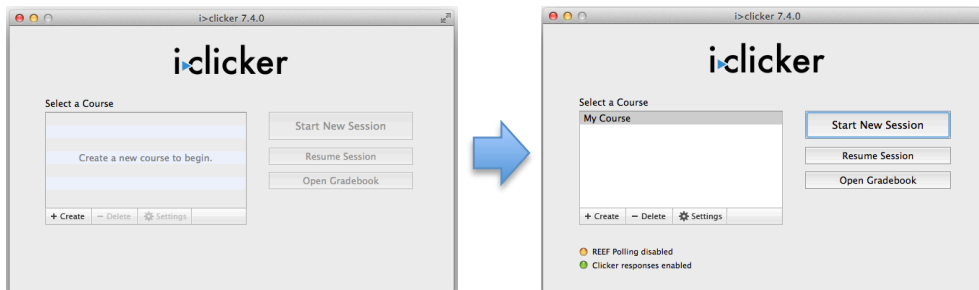 i>clicker 7.4.0
i▸clicker
Select a Course
Create a new course to begin.
+ Create − Delete Settings
Start New Session
Resume Session
Open Gradebook
i>clicker 7.4.0
i▸clicker
Select a Course
My Course
+ Create − Delete Settings
Start New Session
Resume Session
Open Gradebook
REEF Polling disabled
Clicker responses enabled